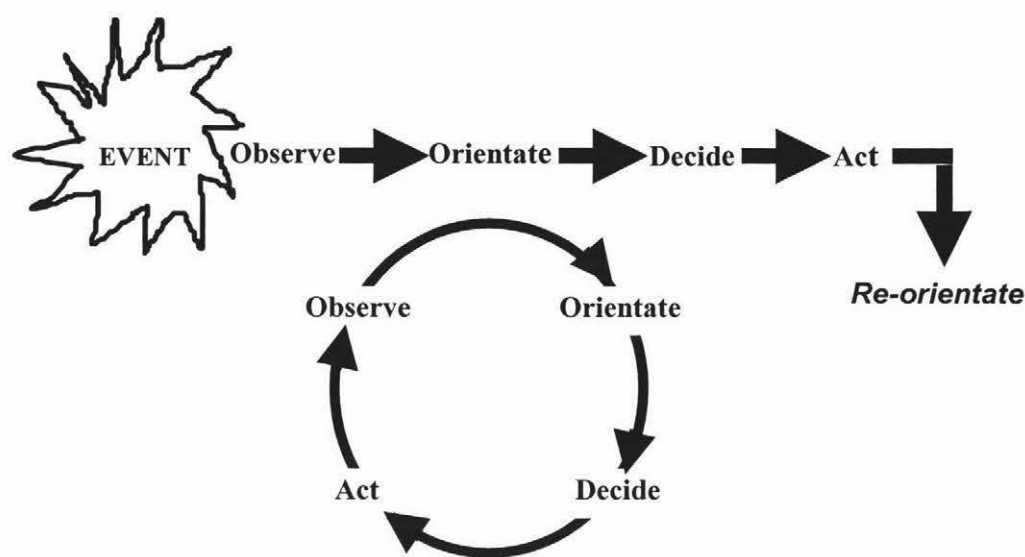 EVENT Observe Orientate Decide Act
Re-orientate
Observe Orientate
Act Decide